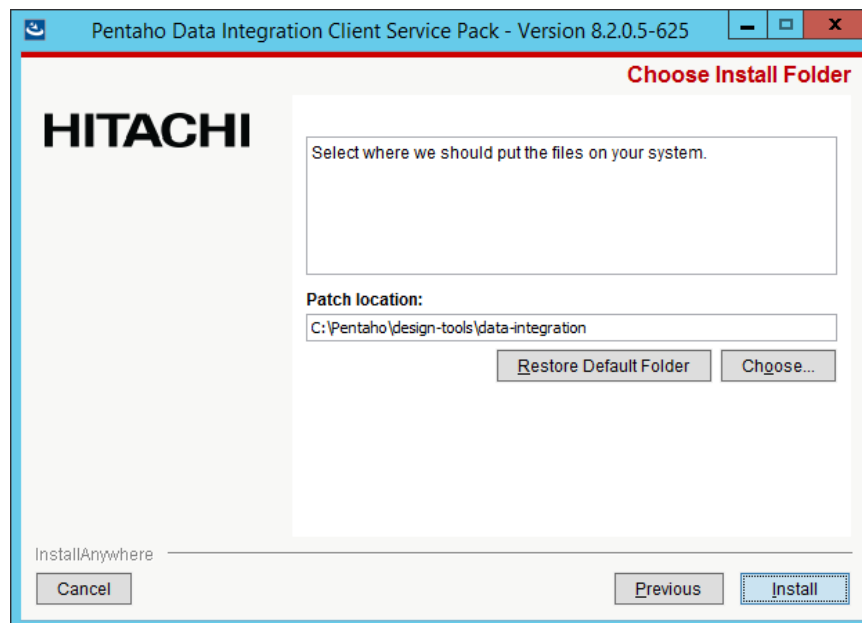 Pentaho Data Integration Client Service Pack - Version 8.2.0.5-625
Choose Install Folder
HITACHI
Select where we should put the files on your system.
Patch location:
C:\Pentaho\design-tools\data-integration
Restore Default Folder
Choose...
InstallAnywhere
Cancel
Previous
Install